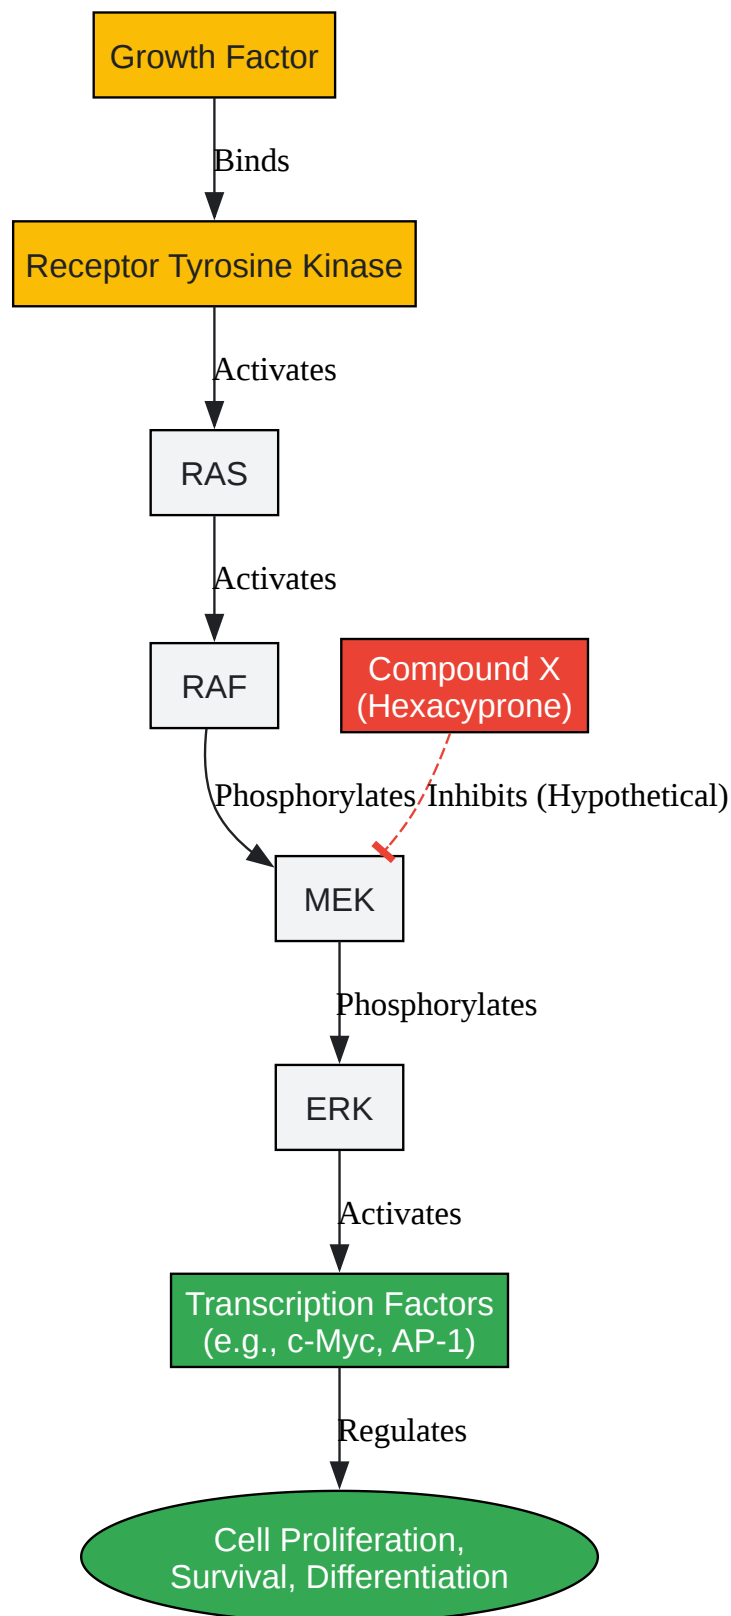 Growth Factor
Binds
Receptor Tyrosine Kinase
Activates
RAS
Activates
RAF
Compound X
(Hexacyprone)
Phosphorylates
Inhibits (Hypothetical)
MEK
Phosphorylates
ERK
Activates
Transcription Factors
(e.g., c-Myc, AP-1)
Regulates
Cell Proliferation,
Survival, Differentiation